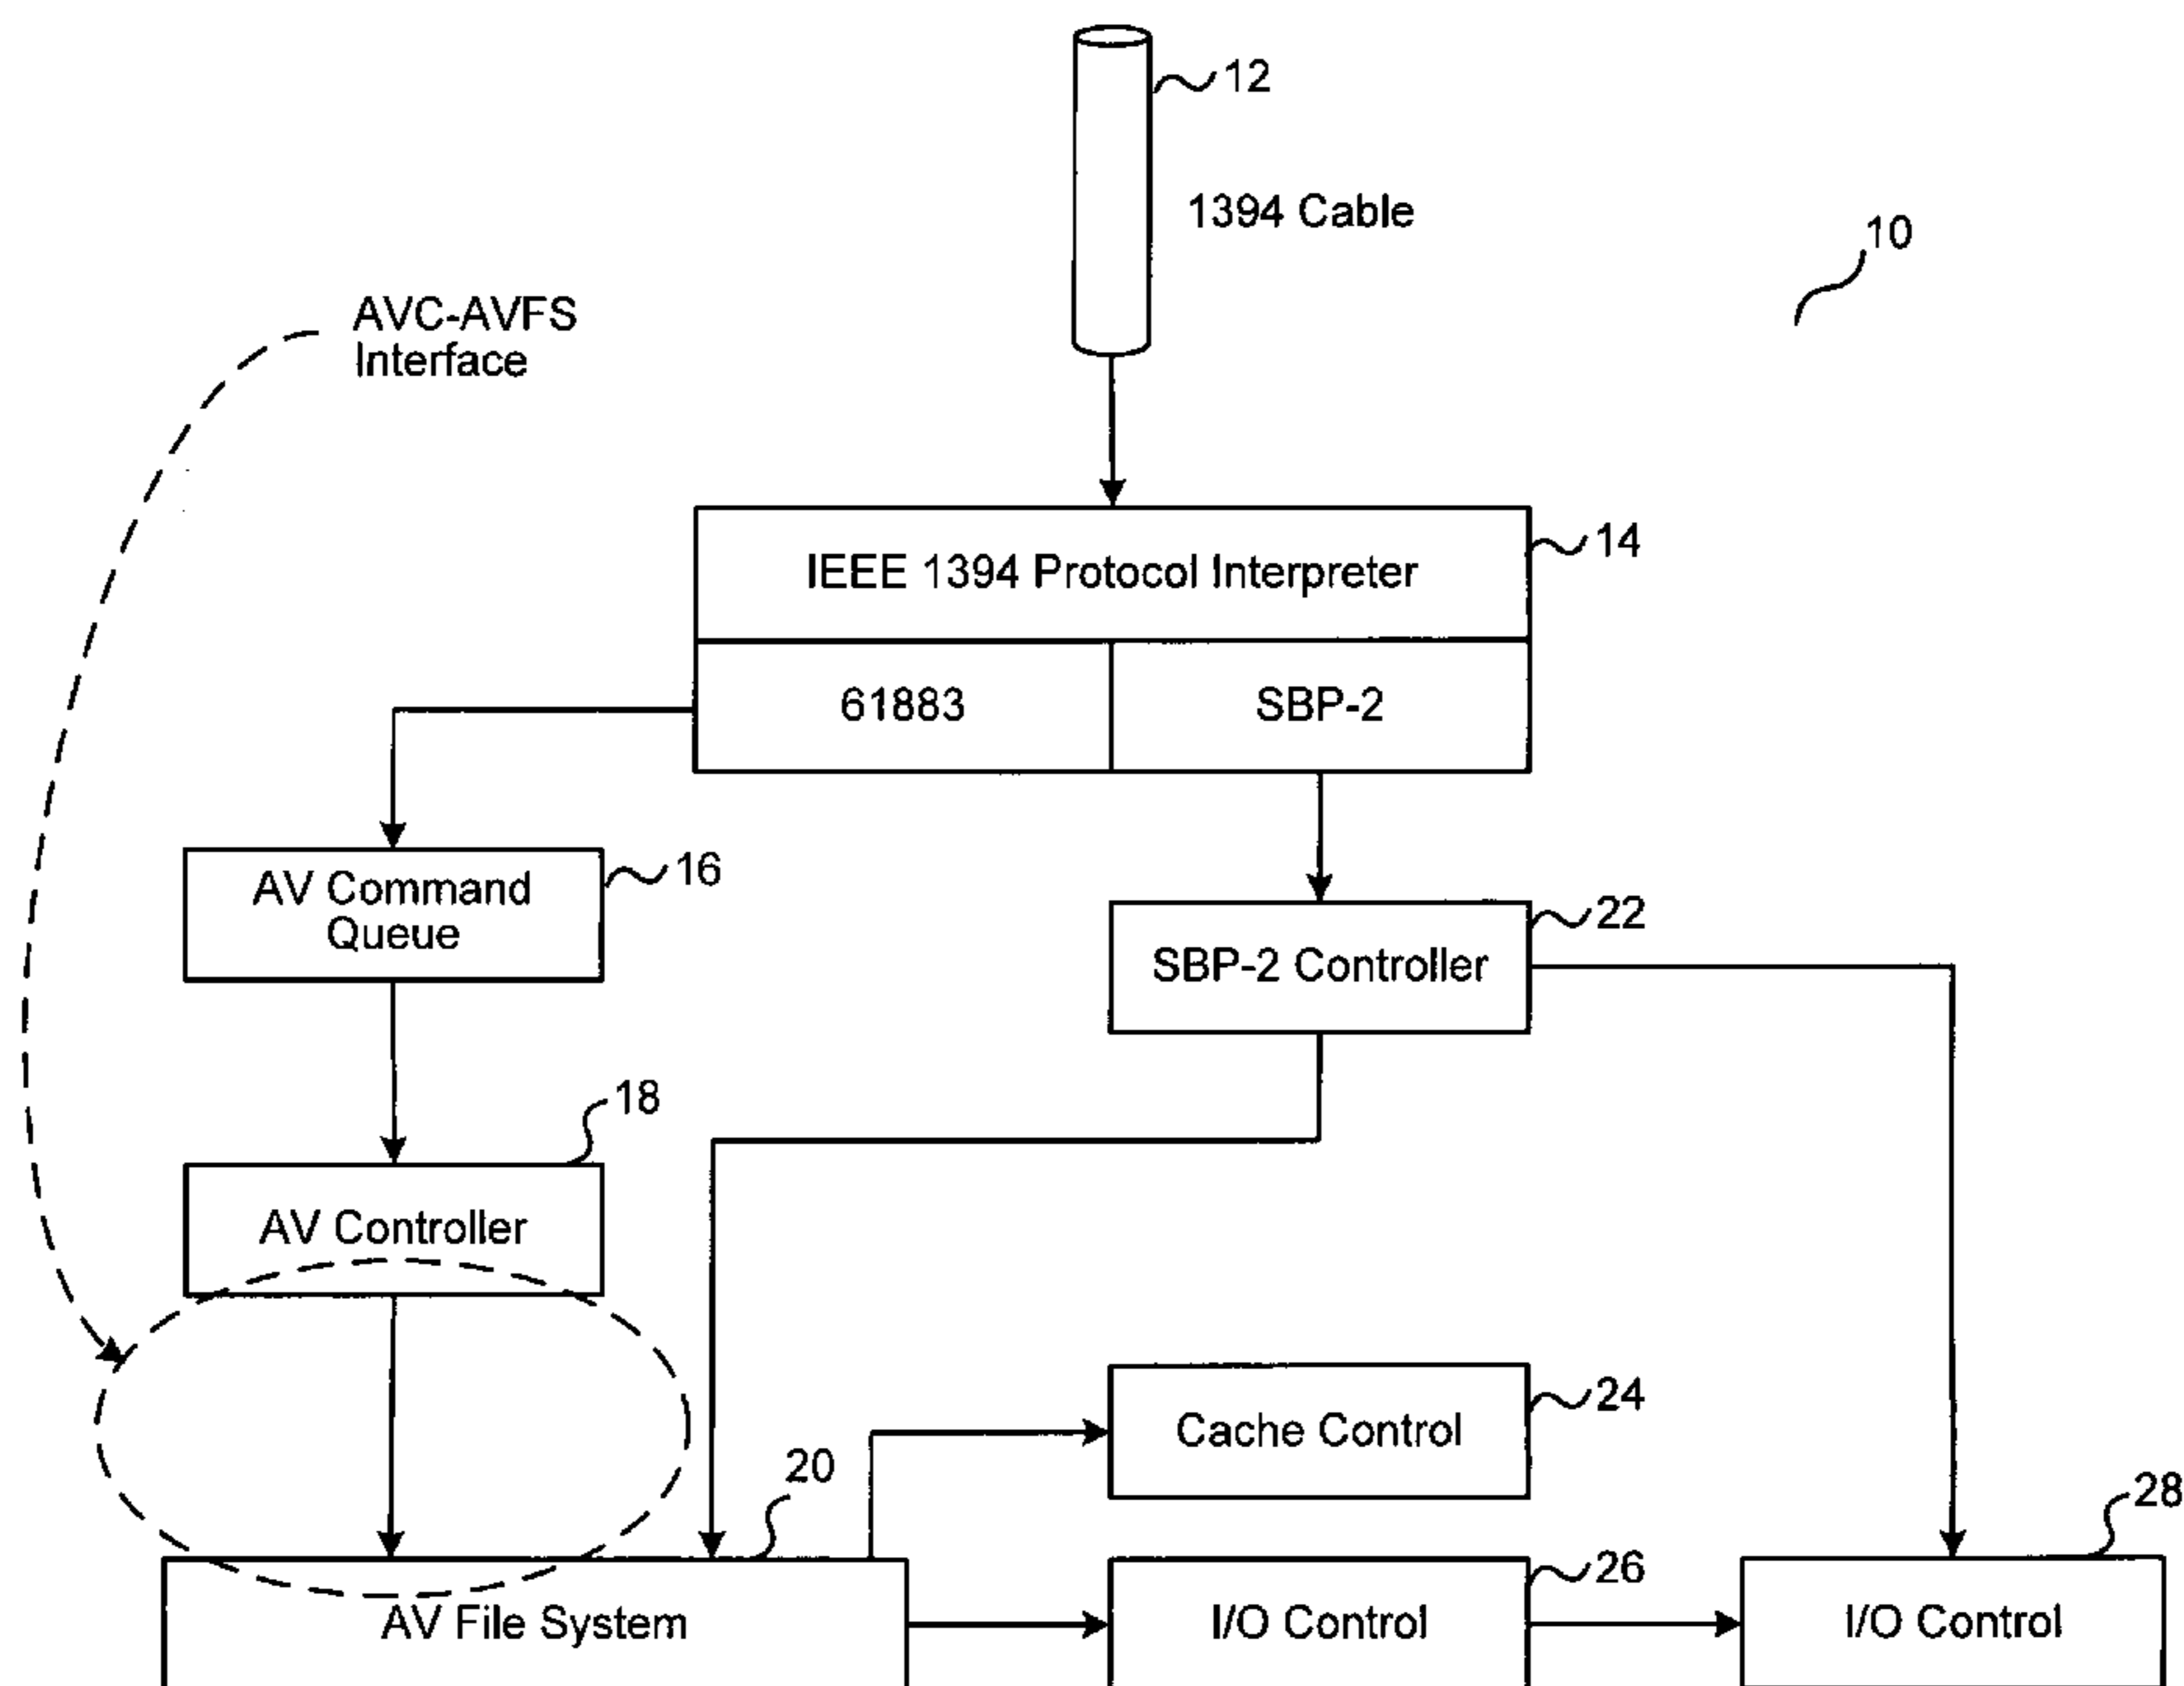 12
1394 Cable
10
AVC-AVFS
Interface
14
IEEE 1394 Protocol Interpreter
61883
SBP-2
16
AV Command
Queue
22
SBP-2 Controller
18
AV Controller
24
Cache Control
20
28
26
AV File System
I/O Control
I/O Control